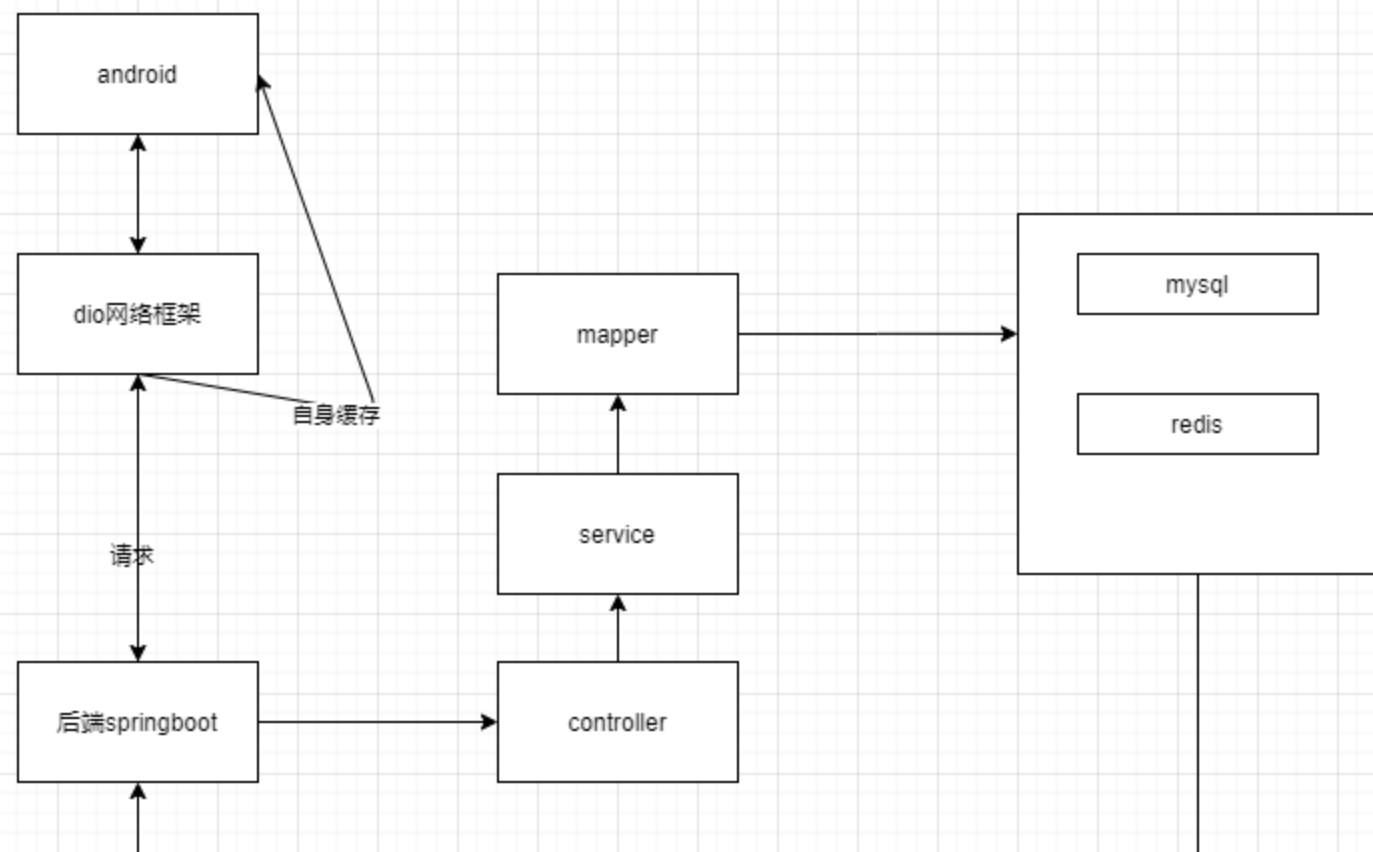 android
dio网络框架
自身缓存
请求
后端springboot
mapper
service
controller
mysql
redis